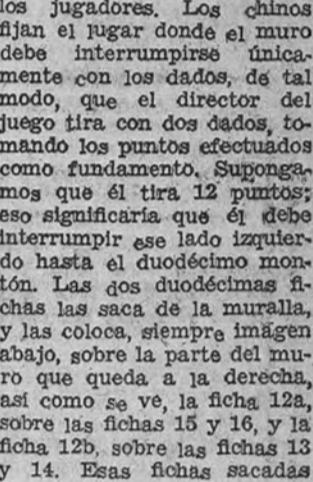 los jugadores. Los chinos
fijan el lugar donde el muro
debe interrumpirse única-
mente con los dados, de tal
modo, que el director del
juego tira con dos dados, to-
mando los puntos efectuados
como fundamento. Suponga-
mos que él tira 12 puntos;
eso significaría que él debe
interrumpir ese lado izquier-
do hasta el duodécimo mon-
tón. Las dos duodécimas fi-
chas las saca de la muralla,
y las coloca, siempre imágen
abajo, sobre la parte del mu-
ro que queda a la derecha,
así como se ve, la ficha 12a,
sobre las fichas 15 y 16, y la
ficha 12b, sobre las fichas 13
y 14. Esas fichas sacadas